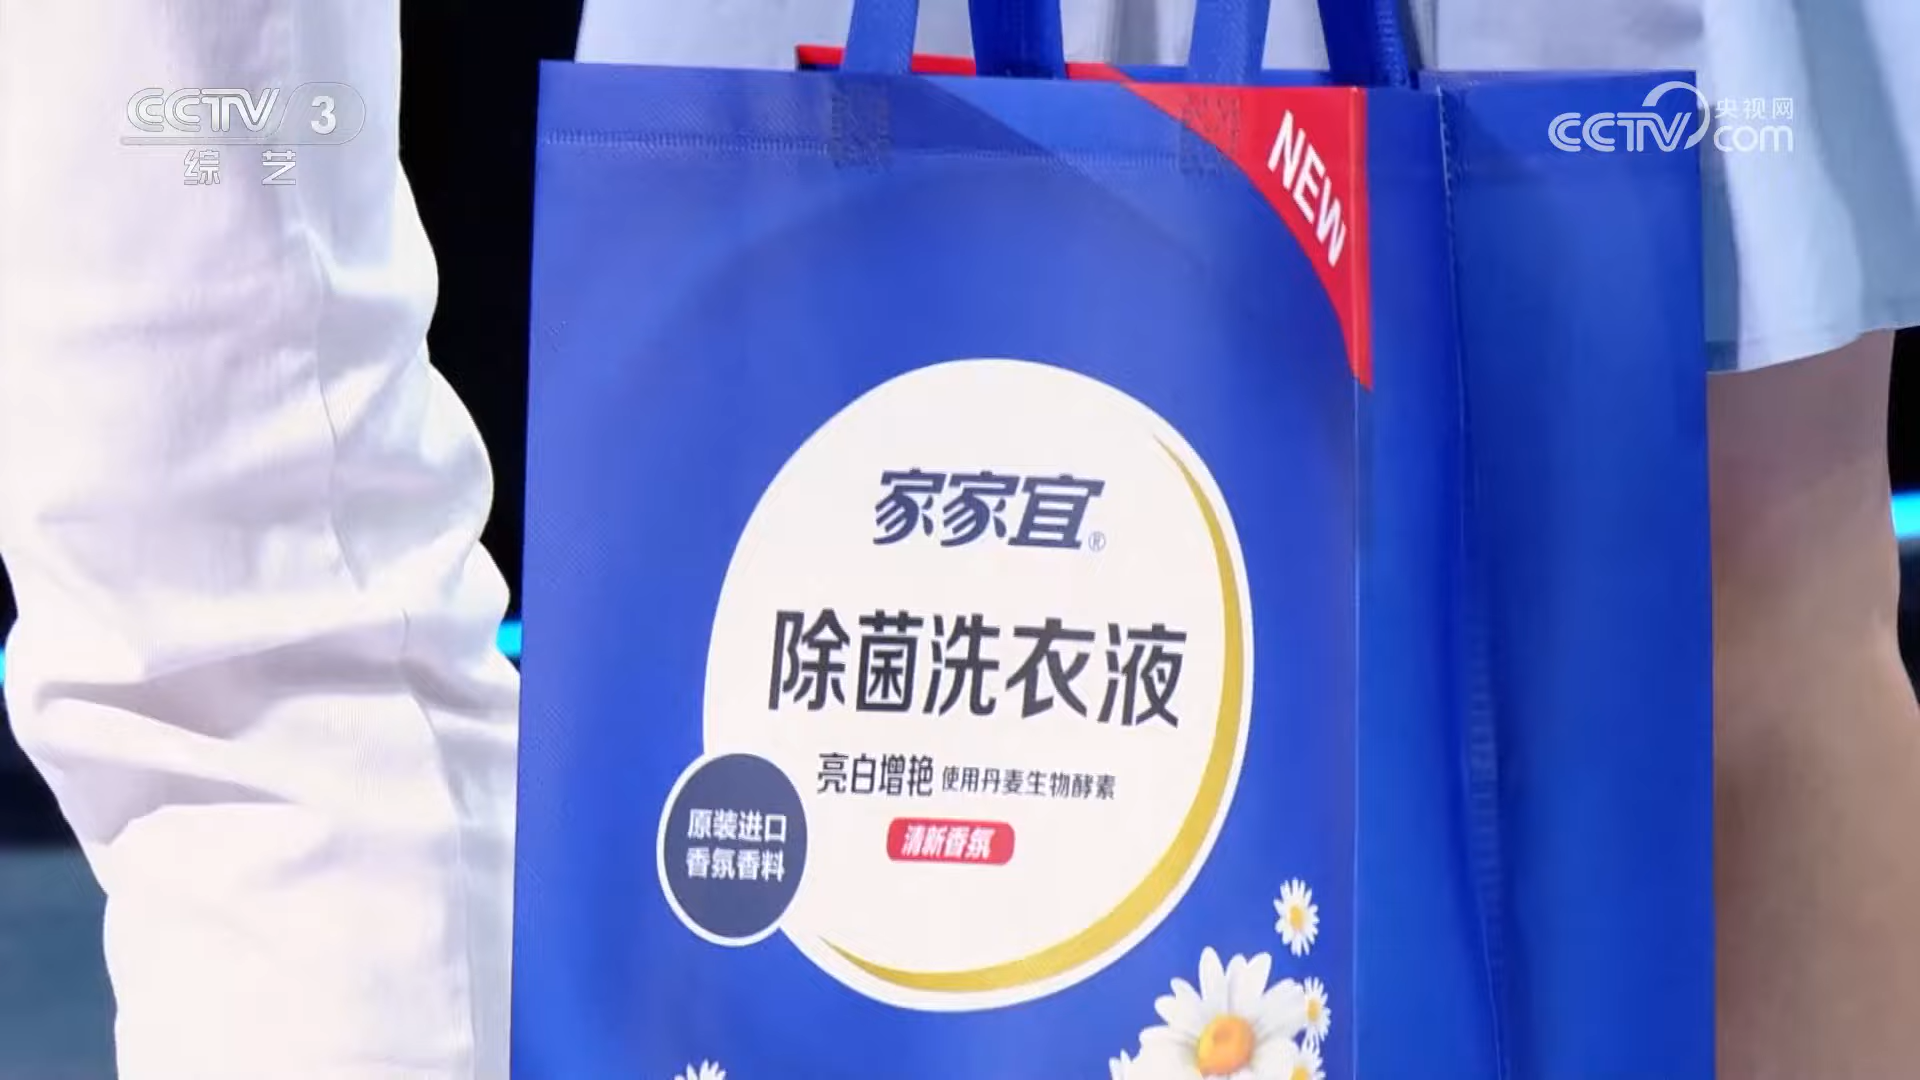 CCTV 3
综艺
央视网
CCTV.com
NEW
家家宜®
除菌洗衣液
亮白增艳 使用丹麦生物酵素
清新香氛
原装进口
香氛香料